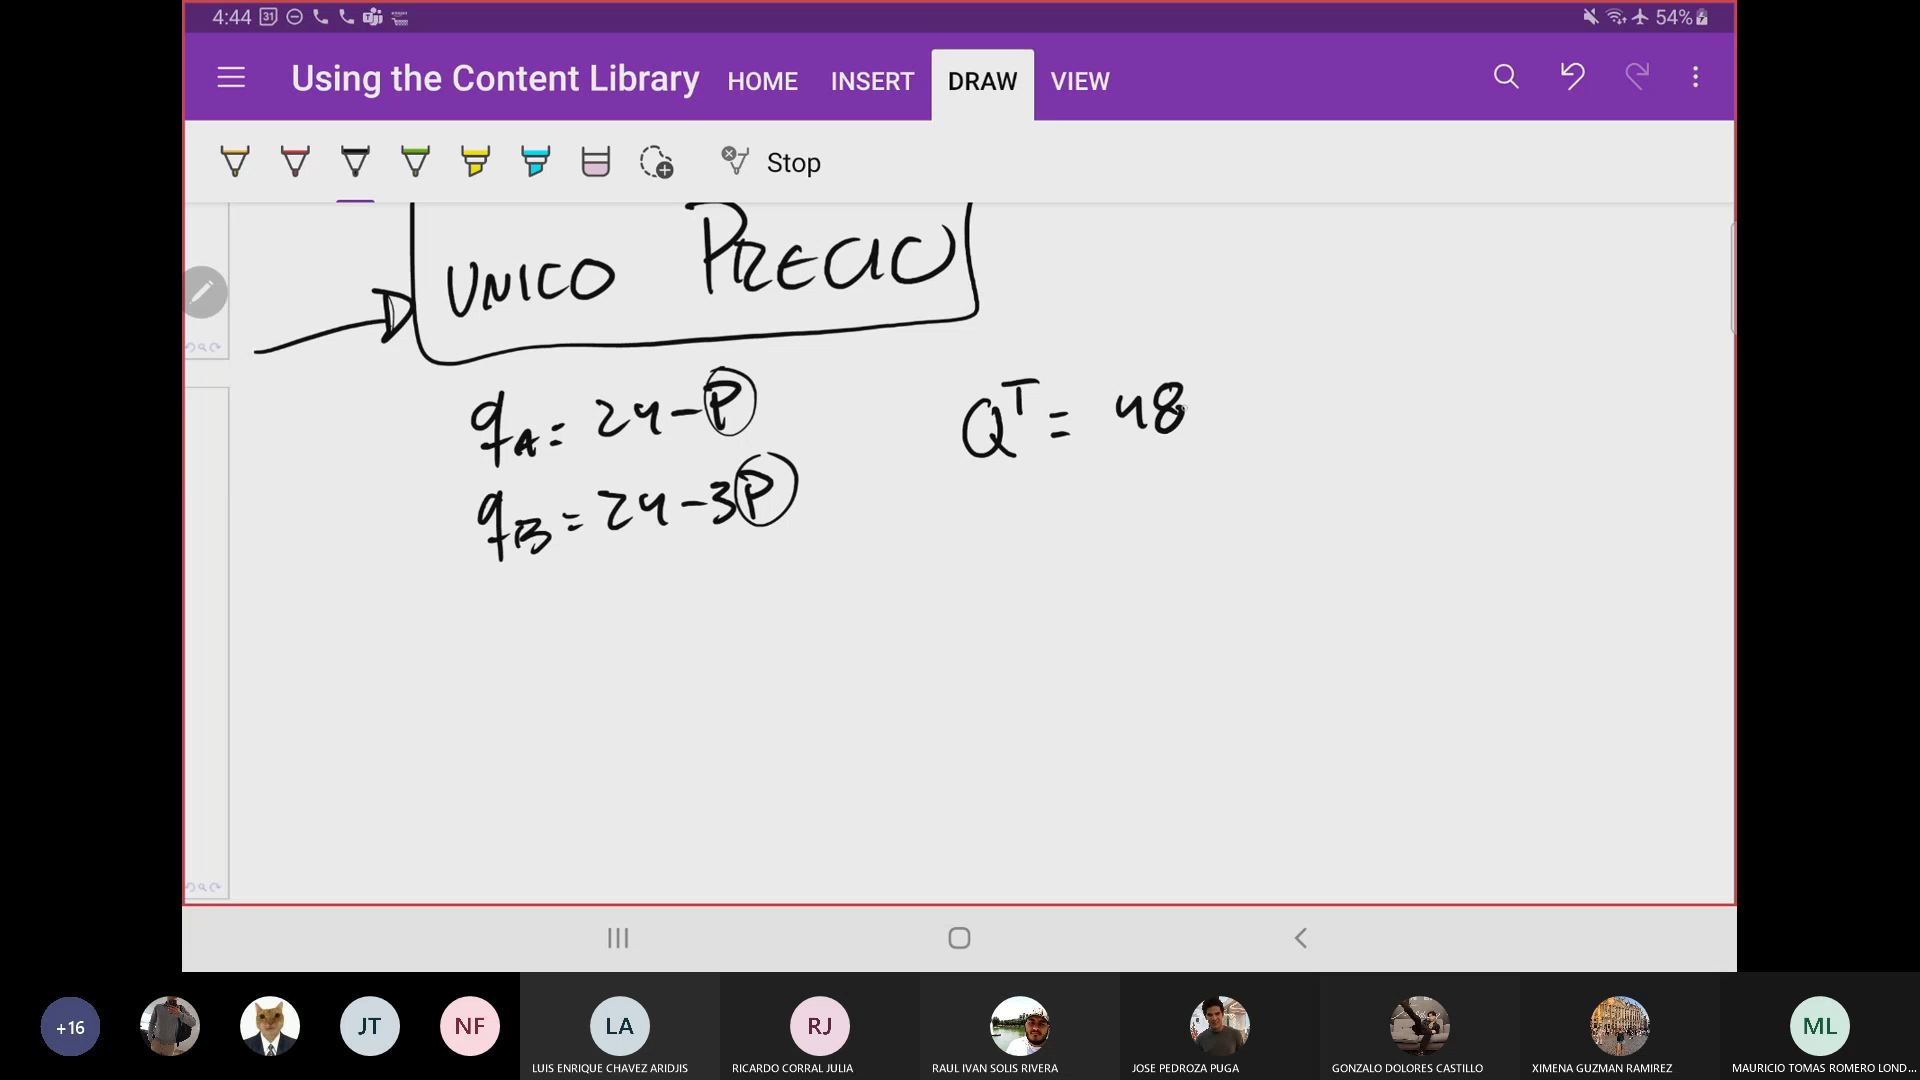 4:44 31 54%
Using the Content Library HOME INSERT DRAW VIEW
Stop
UNICO PRECIO
qA = 24-P
qB = 24-3P
Q^T = 48
+16 JT NF LA RJ ML
LUIS ENRIQUE CHAVEZ ARIDJIS RICARDO CORRAL JULIA RAUL IVAN SOLIS RIVERA JOSE PEDROZA PUGA GONZALO DOLORES CASTILLO XIMENA GUZMAN RAMIREZ MAURICIO TOMAS ROMERO LOND...